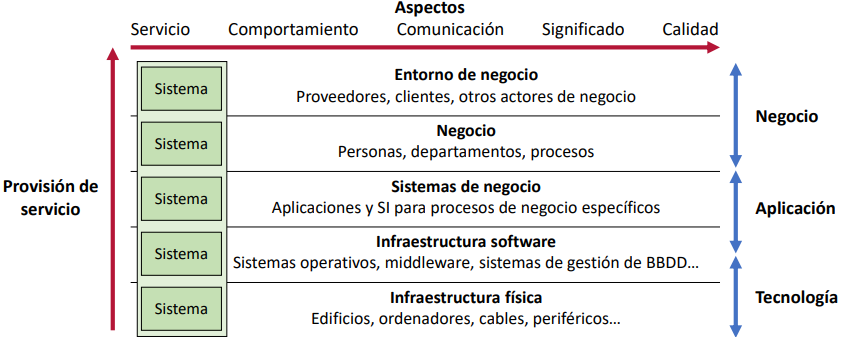 Aspectos
Servicio Comportamiento Comunicación Significado Calidad
Sistema
Entorno de negocio
Proveedores, clientes, otros actores de negocio
Negocio
Sistema
Negocio
Personas, departamentos, procesos
Provisión de
servicio
Sistema
Sistemas de negocio
Aplicaciones y SI para procesos de negocio específicos
Aplicación
Sistema
Infraestructura software
Sistemas operativos, middleware, sistemas de gestión de BBDD…
Sistema
Infraestructura física
Edificios, ordenadores, cables, periféricos…
Tecnología